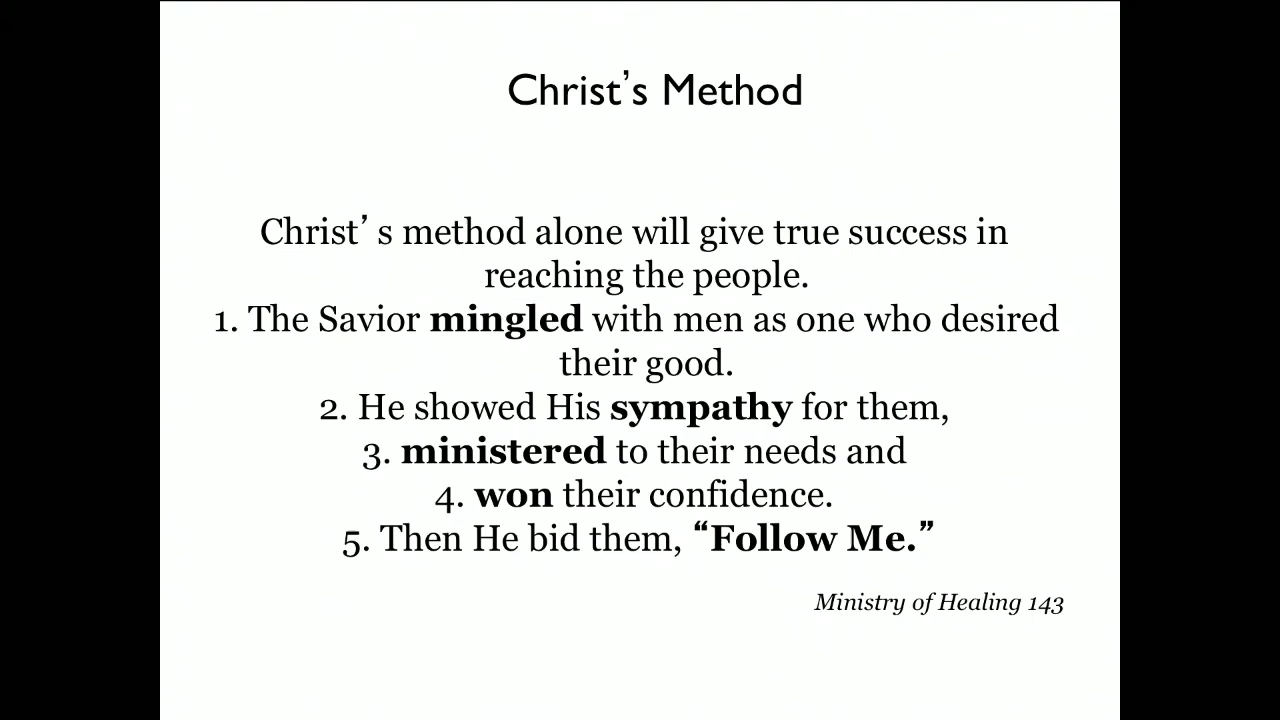 Christ’s Method
Christ’ s method alone will give true success in
reaching the people.
1. The Savior mingled with men as one who desired
their good.
2. He showed His sympathy for them,
3. ministered to their needs and
4. won their confidence.
5. Then He bid them, “Follow Me.”
Ministry of Healing 143